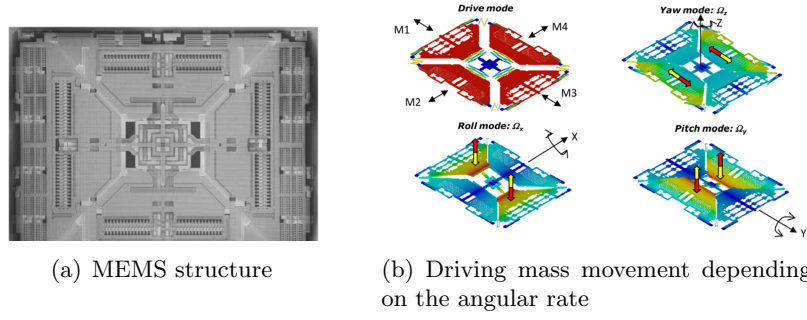 Drive mode
M1
M4
M2
M3
Yaw mode: Ωz
Z
Roll mode: Ωx
X
Pitch mode: Ωy
Y
(a) MEMS structure
(b) Driving mass movement depending
on the angular rate